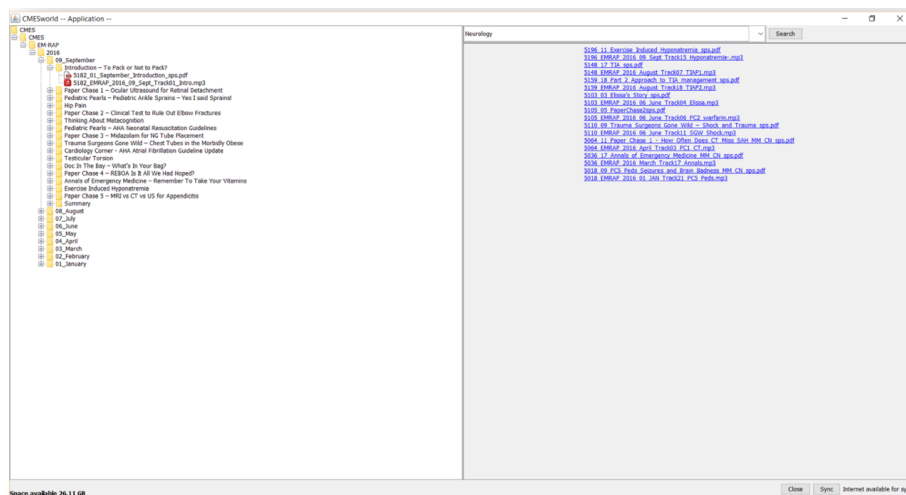 CMESworld -- Application --
CMES
CMES
EM-RAP
2016
09_September
Introduction – To Pack or Not to Pack?
5182_01_September_Introduction_sps.pdf
5182_EMRAP_2016_09_Sept_Track01_Intro.mp3
Paper Chase 1 – Ocular Ultrasound for Retinal Detachment
Pediatric Pearls – Pediatric Ankle Sprains – Yes I said Sprains!
Hip Pain
Paper Chase 2 – Clinical Test to Rule Out Elbow Fractures
Thinking About Metacognition
Pediatric Pearls – AHA Neonatal Resuscitation Guidelines
Paper Chase 3 – Midazolam for NG Tube Placement
Trauma Surgeons Gone Wild – Chest Tubes in the Morbidly Obese
Cardiology Corner - AHA Atrial Fibrillation Guideline Update
Testicular Torsion
Doc In The Bay – What's In Your Bag?
Paper Chase 4 – REBOA Is It All We Had Hoped?
Annals of Emergency Medicine – Remember To Take Your Vitamins
Exercise Induced Hyponatremia
Paper Chase 5 – MRI vs CT vs US for Appendicitis
Summary
08_August
07_July
06_June
05_May
04_April
03_March
02_February
01_January
Space available 26.11 GB
Neurology
Search
5196_11_Exercise_Induced_Hyponatremia_sps.pdf
5196_EMRAP_2016_09_Sept_Track15_Hyponatremia-.mp3
5148_17_TIA_sps.pdf
5148_EMRAP_2016_August_Track07_TIAP1.mp3
5159_18_Part_2_Approach_to_TIA_management_sps.pdf
5159_EMRAP_2016_August_Track18_TIAP2.mp3
5103_03_Elissa's_Story_sps.pdf
5103_EMRAP_2016_06_June_Track04_Elissa.mp3
5105_05_PaperChase2sps.pdf
5105_EMRAP_2016_06_June_Track06_PC2_warfarin.mp3
5110_09_Trauma_Surgeons_Gone_Wild_–_Shock_and_Trauma_sps.pdf
5110_EMRAP_2016_06_June_Track11_SGW_Shock.mp3
5064_11_Paper_Chase_1_-_How_Often_Does_CT_Miss_SAH_MM_CN_sps.pdf
5064_EMRAP_2016_April_Track03_PC1_CT.mp3
5036_17_Annals_of_Emergency_Medicine_MM_CN_sps.pdf
5036_EMRAP_2016_March_Track17_Annals.mp3
5018_09_PC5_Peds_Seizures_and_Brain_Badness_MM_CN_sps.pdf
5018_EMRAP_2016_01_JAN_Track21_PC5_Peds.mp3
Close
Sync
Internet available for